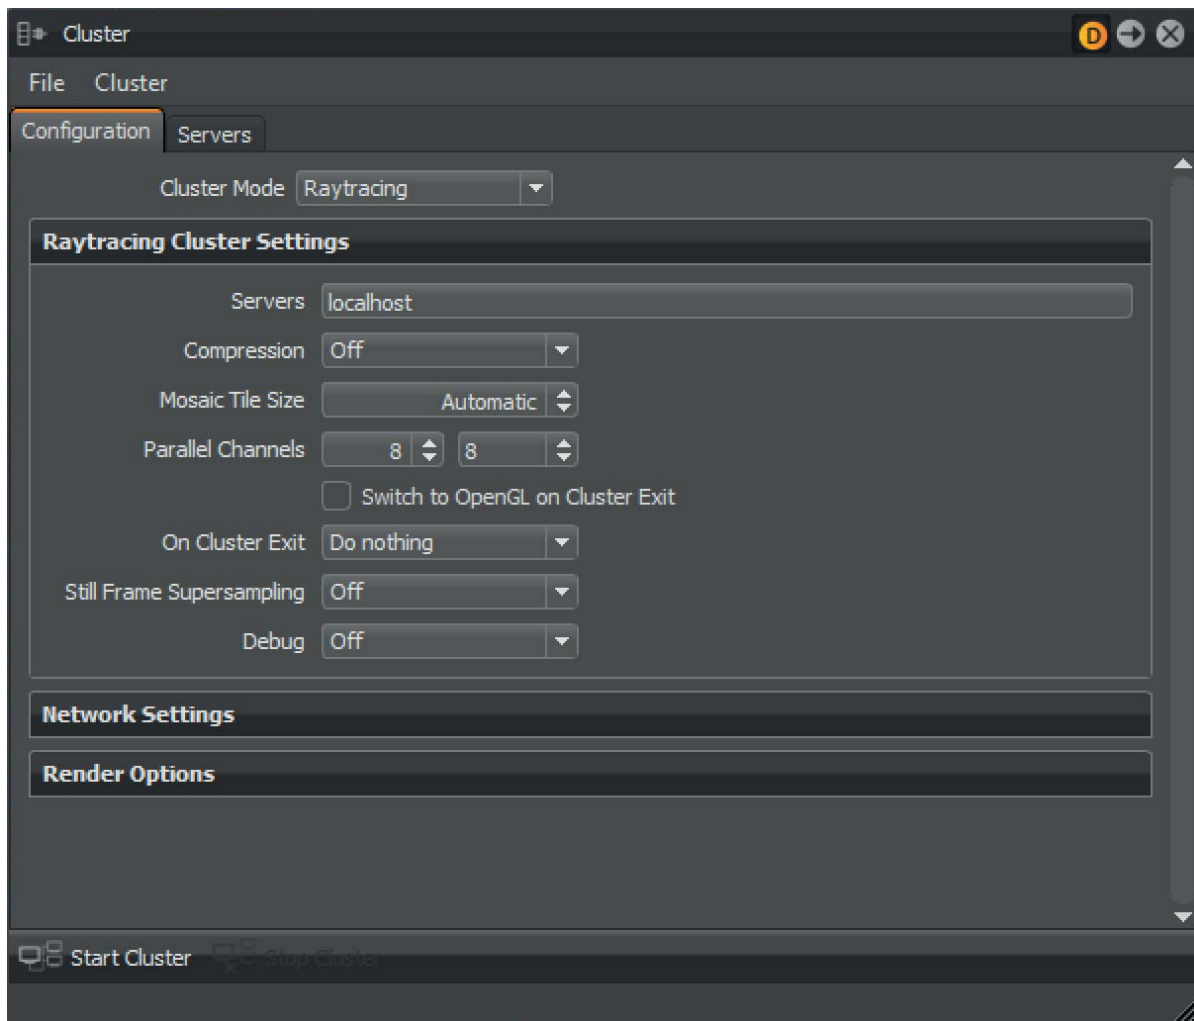 Cluster
D
File Cluster
Configuration Servers
Cluster Mode Raytracing
Raytracing Cluster Settings
Servers localhost
Compression Off
Mosaic Tile Size Automatic
Parallel Channels 8 8
Switch to OpenGL on Cluster Exit
On Cluster Exit Do nothing
Still Frame Supersampling Off
Debug Off
Network Settings
Render Options
Start Cluster Stop Cluster